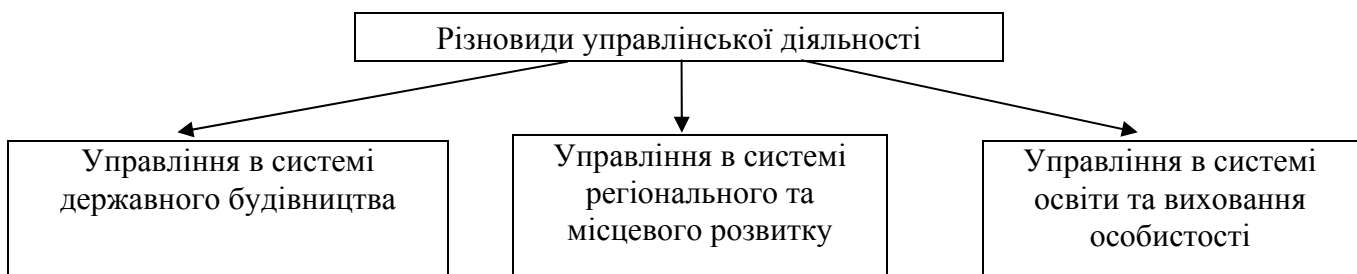 Різновиди управлінської діяльності
Управління в системі
державного будівництва
Управління в системі
регіонального та
місцевого розвитку
Управління в системі
освіти та виховання
особистості